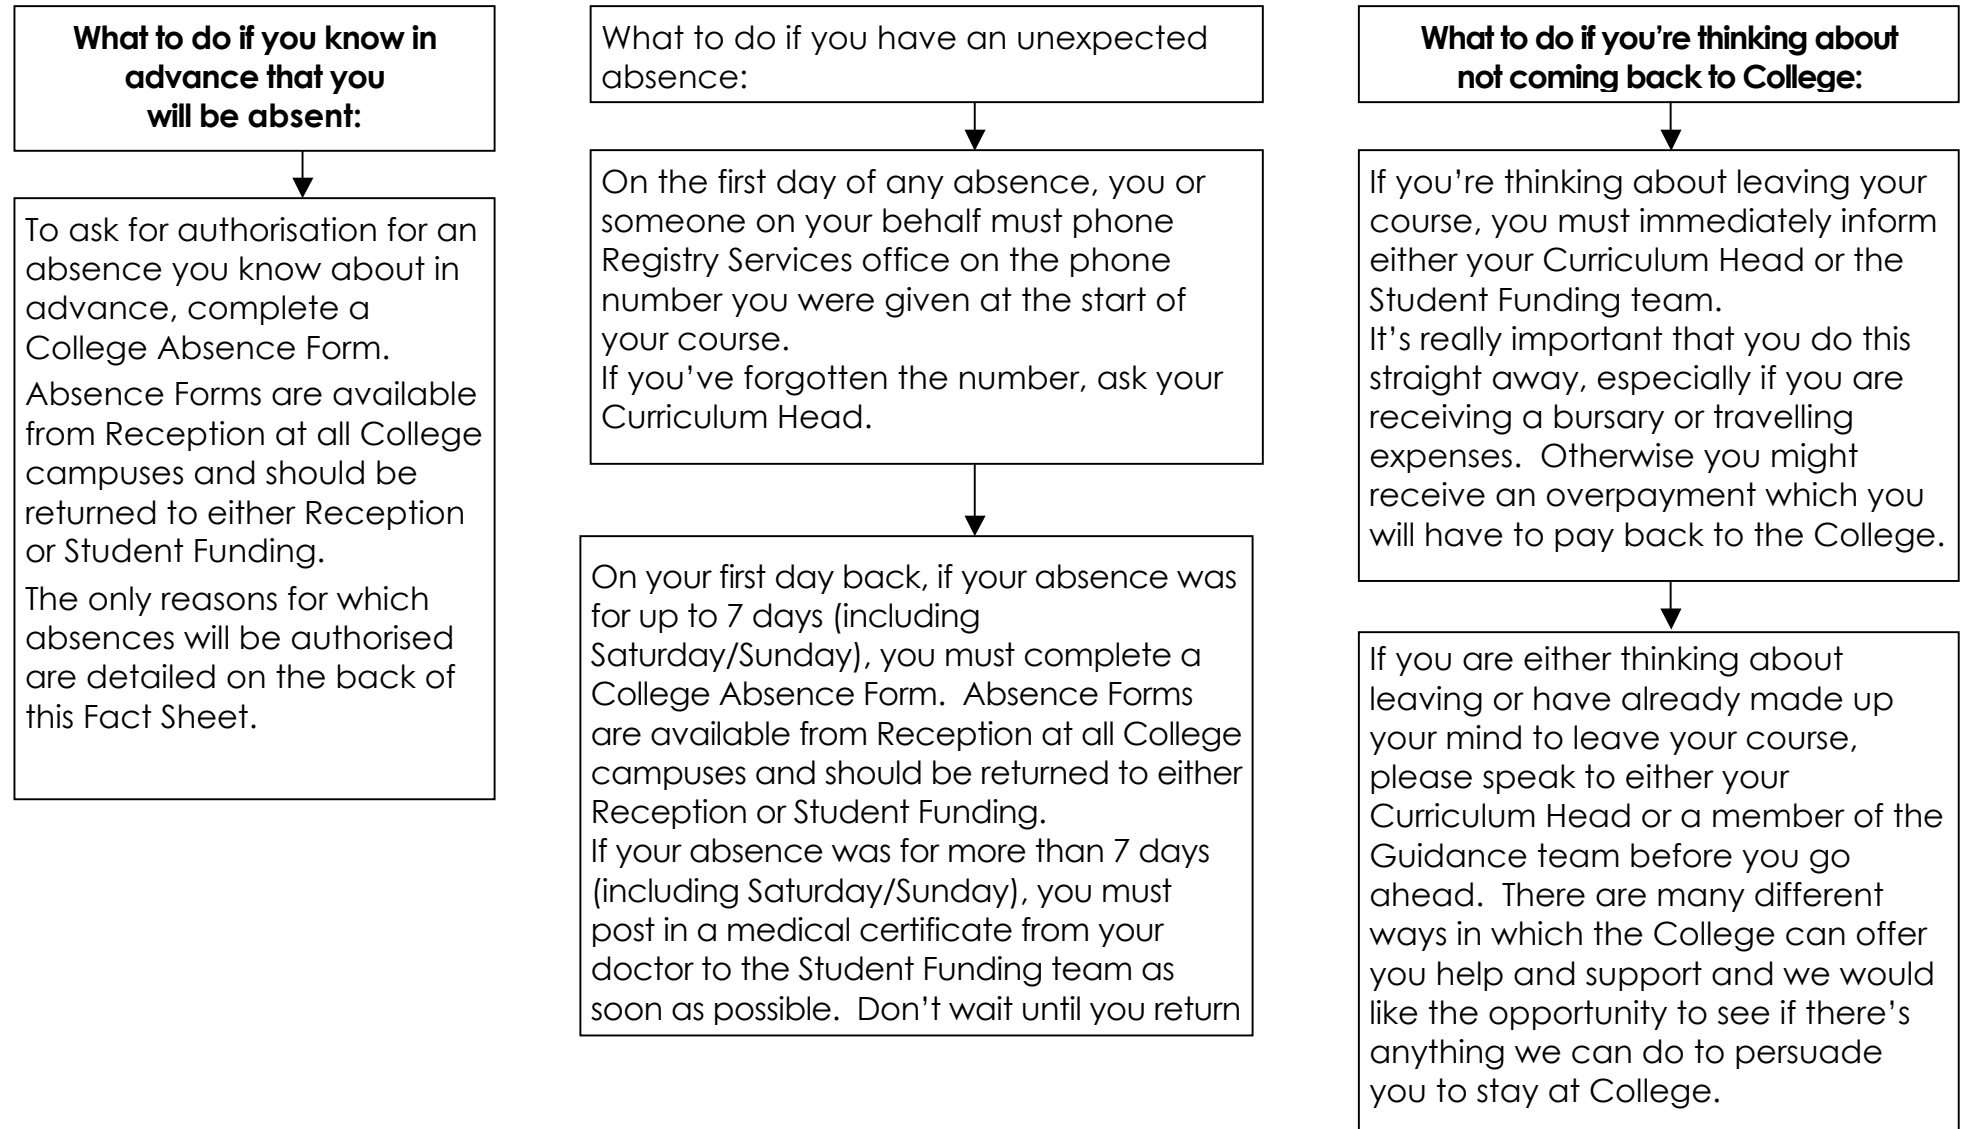 What to do if you know in
advance that you
will be absent:
To ask for authorisation for an
absence you know about in
advance, complete a
College Absence Form.
Absence Forms are available
from Reception at all College
campuses and should be
returned to either Reception
or Student Funding.
The only reasons for which
absences will be authorised
are detailed on the back of
this Fact Sheet.
What to do if you have an unexpected
absence:
On the first day of any absence, you or
someone on your behalf must phone
Registry Services office on the phone
number you were given at the start of
your course.
If you’ve forgotten the number, ask your
Curriculum Head.
On your first day back, if your absence was
for up to 7 days (including
Saturday/Sunday), you must complete a
College Absence Form.  Absence Forms
are available from Reception at all College
campuses and should be returned to either
Reception or Student Funding.
If your absence was for more than 7 days
(including Saturday/Sunday), you must
post in a medical certificate from your
doctor to the Student Funding team as
soon as possible.  Don’t wait until you return
What to do if you’re thinking about
not coming back to College:
If you’re thinking about leaving your
course, you must immediately inform
either your Curriculum Head or the
Student Funding team.
It’s really important that you do this
straight away, especially if you are
receiving a bursary or travelling
expenses.  Otherwise you might
receive an overpayment which you
will have to pay back to the College.
If you are either thinking about
leaving or have already made up
your mind to leave your course,
please speak to either your
Curriculum Head or a member of the
Guidance team before you go
ahead.  There are many different
ways in which the College can offer
you help and support and we would
like the opportunity to see if there’s
anything we can do to persuade
you to stay at College.